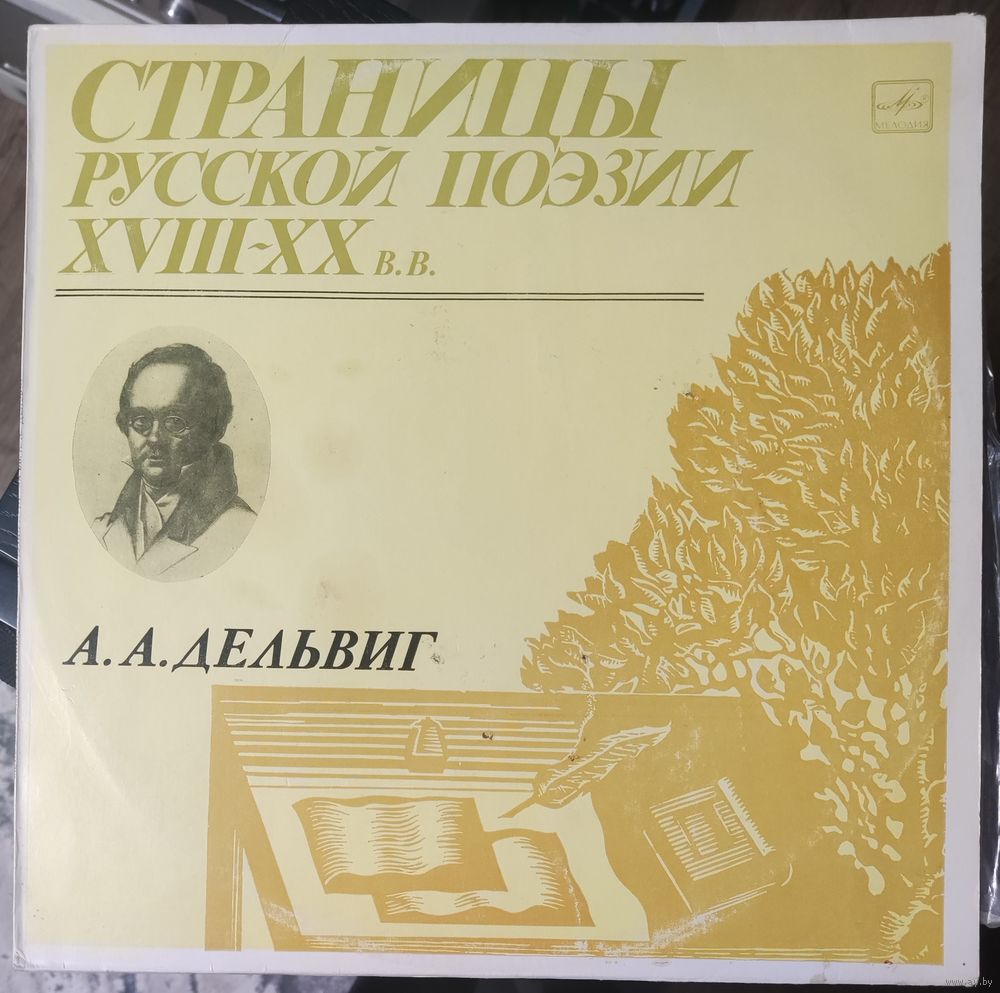 СТРАНИЦЫ
РУССКОЙ ПОЭЗИИ
XVIII-XX В.В.
МЕЛОДИЯ
А.А.ДЕЛЬВИГ